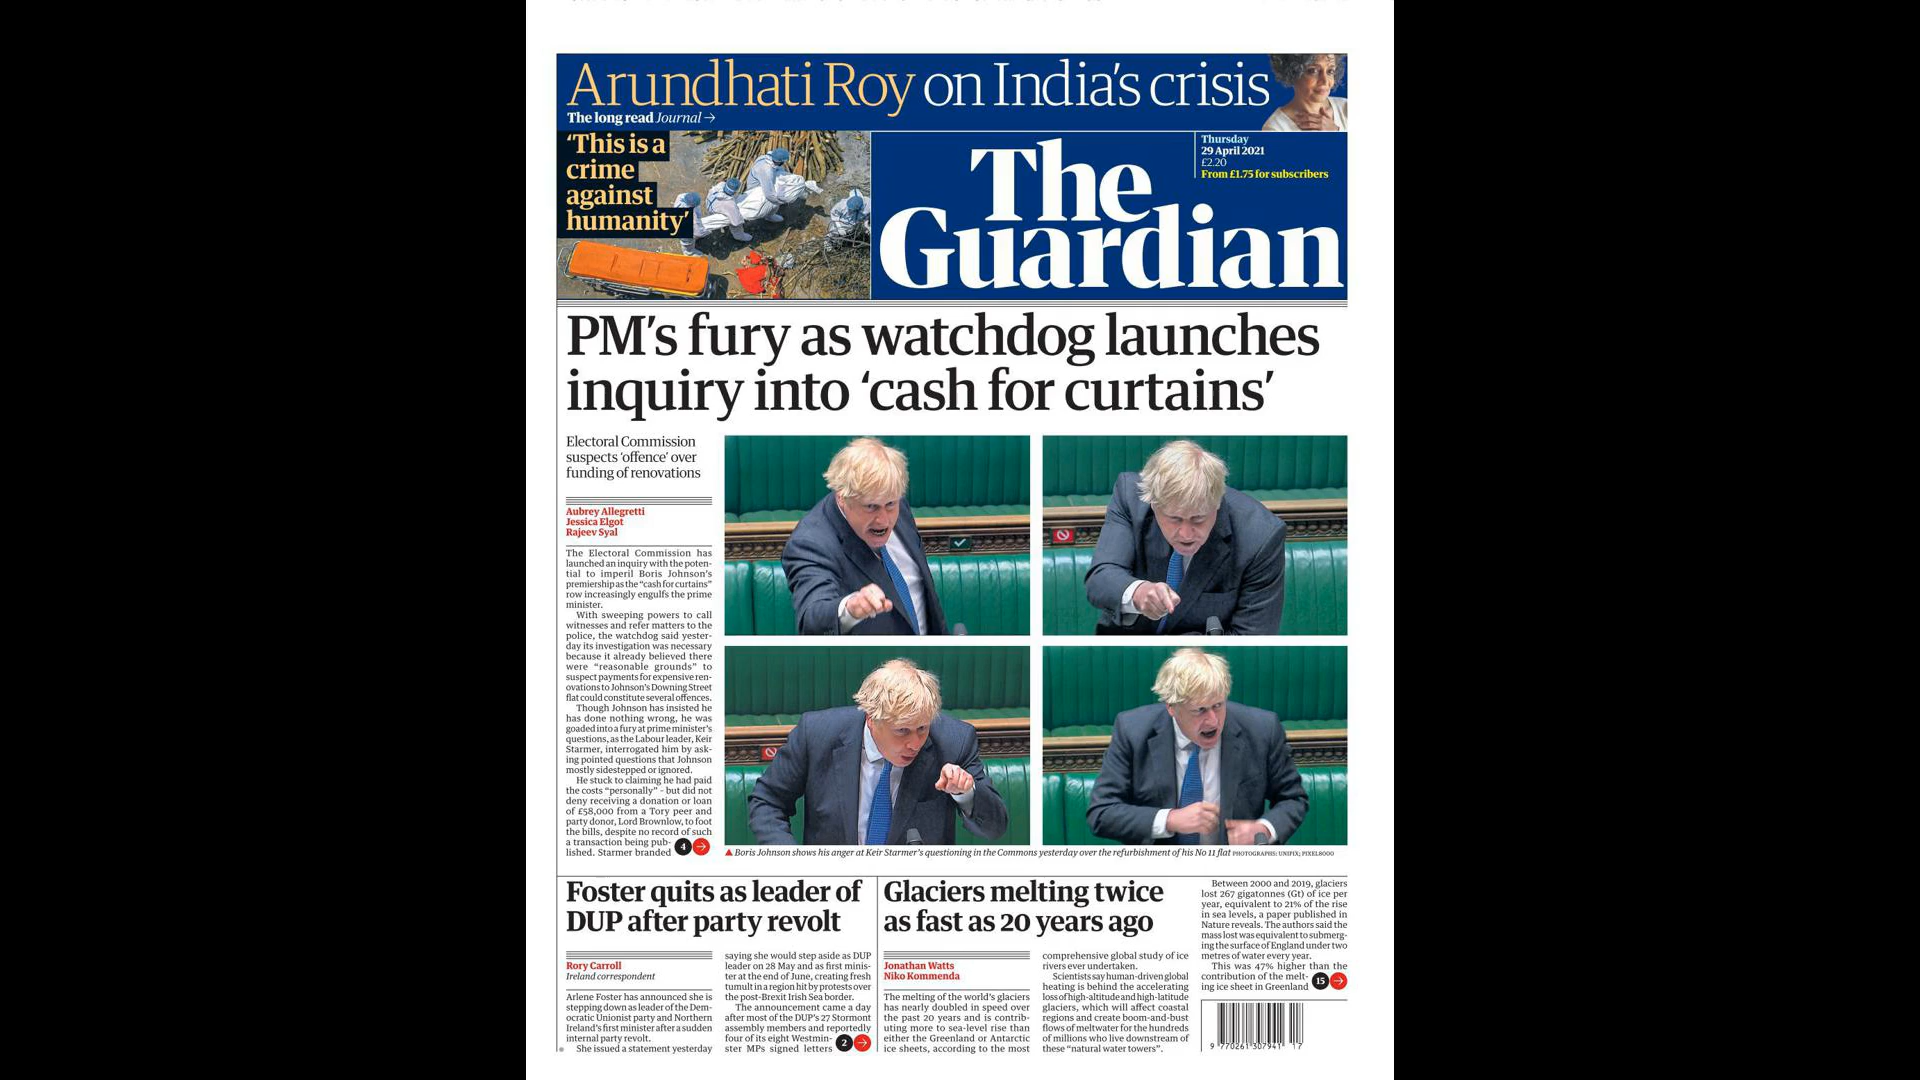 Arundhati Roy on India's crisis
The long read Journal →
'This is a
crime
against
humanity'
The
Guardian
Thursday
29 April 2021
£2.20
From £1.75 for subscribers
PM's fury as watchdog launches
inquiry into 'cash for curtains'
Electoral Commission
suspects 'offence' over
funding of renovations
Aubrey Allegretti
Jessica Elgot
Rajeev Syal
The Electoral Commission has
launched an inquiry with the poten-
tial to imperil Boris Johnson's
premiership as the "cash for curtains"
row increasingly engulfs the prime
minister.
With sweeping powers to call
witnesses and refer matters to the
police, the watchdog said yester-
day its investigation was necessary
because it already believed there
were "reasonable grounds" to
suspect payments for expensive ren-
ovations to Johnson's Downing Street
flat could constitute several offences.
Though Johnson has insisted he
has done nothing wrong, he was
goaded into a fury at prime minister's
questions, as the Labour leader, Keir
Starmer, interrogated him by ask-
ing pointed questions that Johnson
mostly sidestepped or ignored.
He stuck to claiming he had paid
the costs "personally" – but did not
deny receiving a donation or loan
of £58,000 from a Tory peer and
party donor, Lord Brownlow, to foot
the bills, despite no record of such
a transaction being pub-
lished. Starmer branded
4 →
▲ Boris Johnson shows his anger at Keir Starmer's questioning in the Commons yesterday over the refurbishment of his No 11 flat PHOTOGRAPHS: UNPIX; PIXEL8000
Foster quits as leader of
DUP after party revolt
Rory Carroll
Ireland correspondent
Arlene Foster has announced she is
stepping down as leader of the Dem-
ocratic Unionist party and Northern
Ireland's first minister after a sudden
internal party revolt.
She issued a statement yesterday
saying she would step aside as DUP
leader on 28 May and as first minis-
ter at the end of June, creating fresh
tumult in a region hit by protests over
the post-Brexit Irish Sea border.
The announcement came a day
after most of the DUP's 27 Stormont
assembly members and reportedly
four of its eight Westmin-
ster MPs signed letters
2 →
Glaciers melting twice
as fast as 20 years ago
Jonathan Watts
Niko Kommenda
The melting of the world's glaciers
has nearly doubled in speed over
the past 20 years and is contrib-
uting more to sea-level rise than
either the Greenland or Antarctic
ice sheets, according to the most
comprehensive global study of ice
rivers ever undertaken.
Scientists say human-driven global
heating is behind the accelerating
loss of high-altitude and high-latitude
glaciers, which will affect coastal
regions and create boom-and-bust
flows of meltwater for the hundreds
of millions who live downstream of
these "natural water towers".
Between 2000 and 2019, glaciers
lost 267 gigatonnes (Gt) of ice per
year, equivalent to 21% of the rise
in sea levels, a paper published in
Nature reveals. The authors said the
mass lost was equivalent to submerg-
ing the surface of England under two
metres of water every year.
This was 47% higher than the
contribution of the melt-
ing ice sheet in Greenland
15 →
9 770261 307941 17